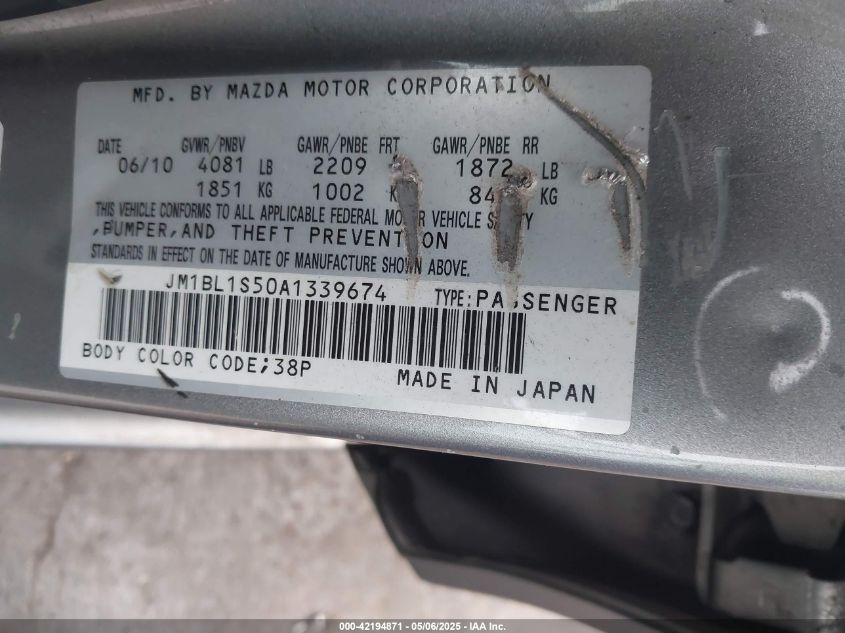 MFD. BY MAZDA MOTOR CORPORATION
DATE GVWR/PNBV GAWR/PNBE FRT GAWR/PNBE RR
06/10 4081 LB 2209 1872 LB
1851 KG 1002 84 KG
THIS VEHICLE CONFORMS TO ALL APPLICABLE FEDERAL MOTOR VEHICLE SAFETY
,BUMPER,AND THEFT PREVENTION
STANDARDS IN EFFECT ON THE DATE OF MANUFACTURE SHOWN ABOVE.
JM1BL1S50A1339674 TYPE:PASSENGER
BODY COLOR CODE;38P
MADE IN JAPAN
000-42194871 - 05/06/2025 - IAA Inc.